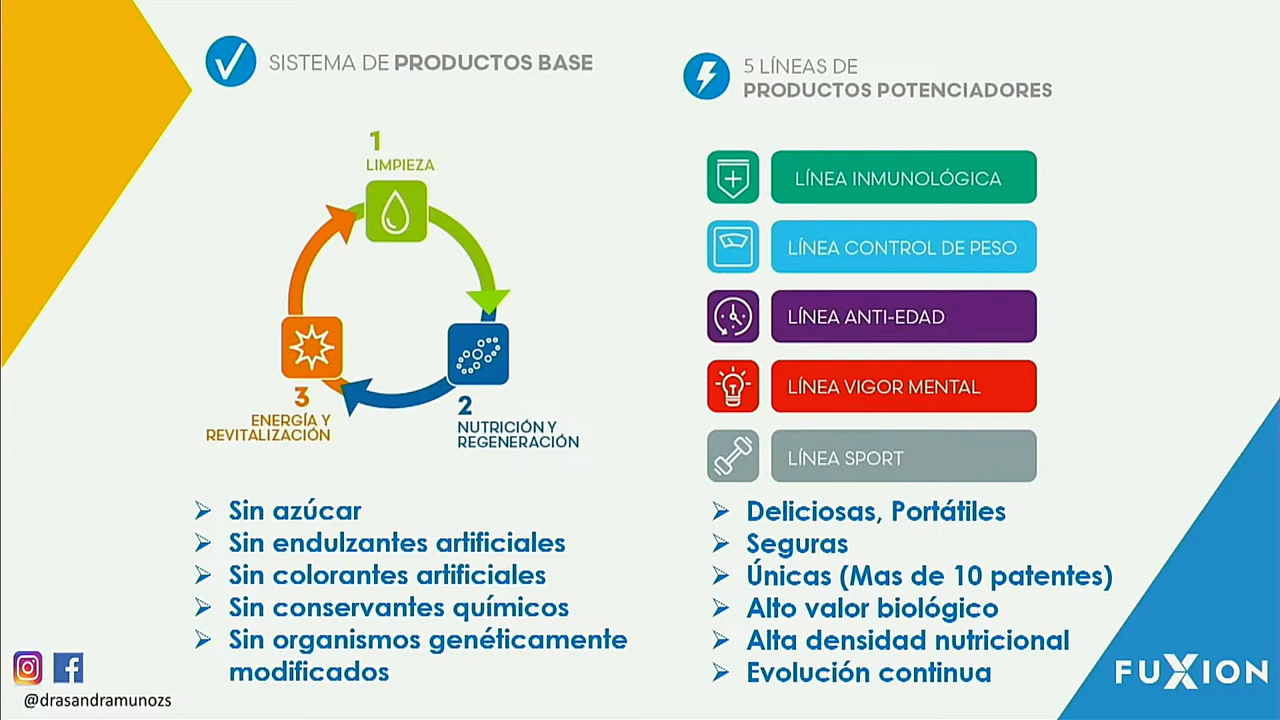 SISTEMA DE PRODUCTOS BASE
1
LIMPIEZA
3
ENERGÍA Y
REVITALIZACIÓN
2
NUTRICIÓN Y
REGENERACIÓN
Sin azúcar
Sin endulzantes artificiales
Sin colorantes artificiales
Sin conservantes químicos
Sin organismos genéticamente
modificados
5 LÍNEAS DE
PRODUCTOS POTENCIADORES
LÍNEA INMUNOLÓGICA
LÍNEA CONTROL DE PESO
LÍNEA ANTI-EDAD
LÍNEA VIGOR MENTAL
LÍNEA SPORT
Deliciosas, Portátiles
Seguras
Únicas (Mas de 10 patentes)
Alto valor biológico
Alta densidad nutricional
Evolución continua
@drasandramunozs
FUXION